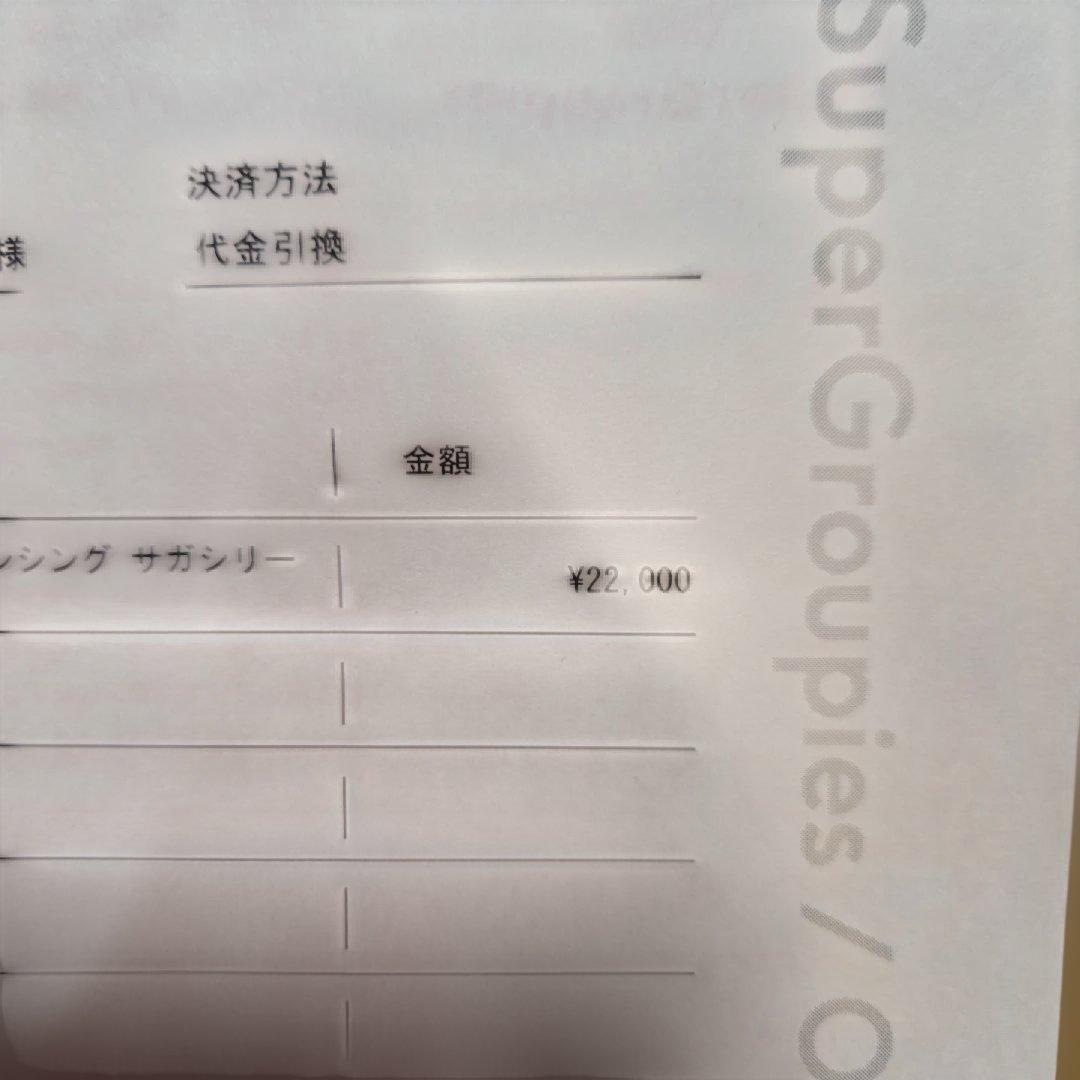 決済方法
様
代金引換
金額
ンシング サガシリー
¥22,000
SuperGroupies / O